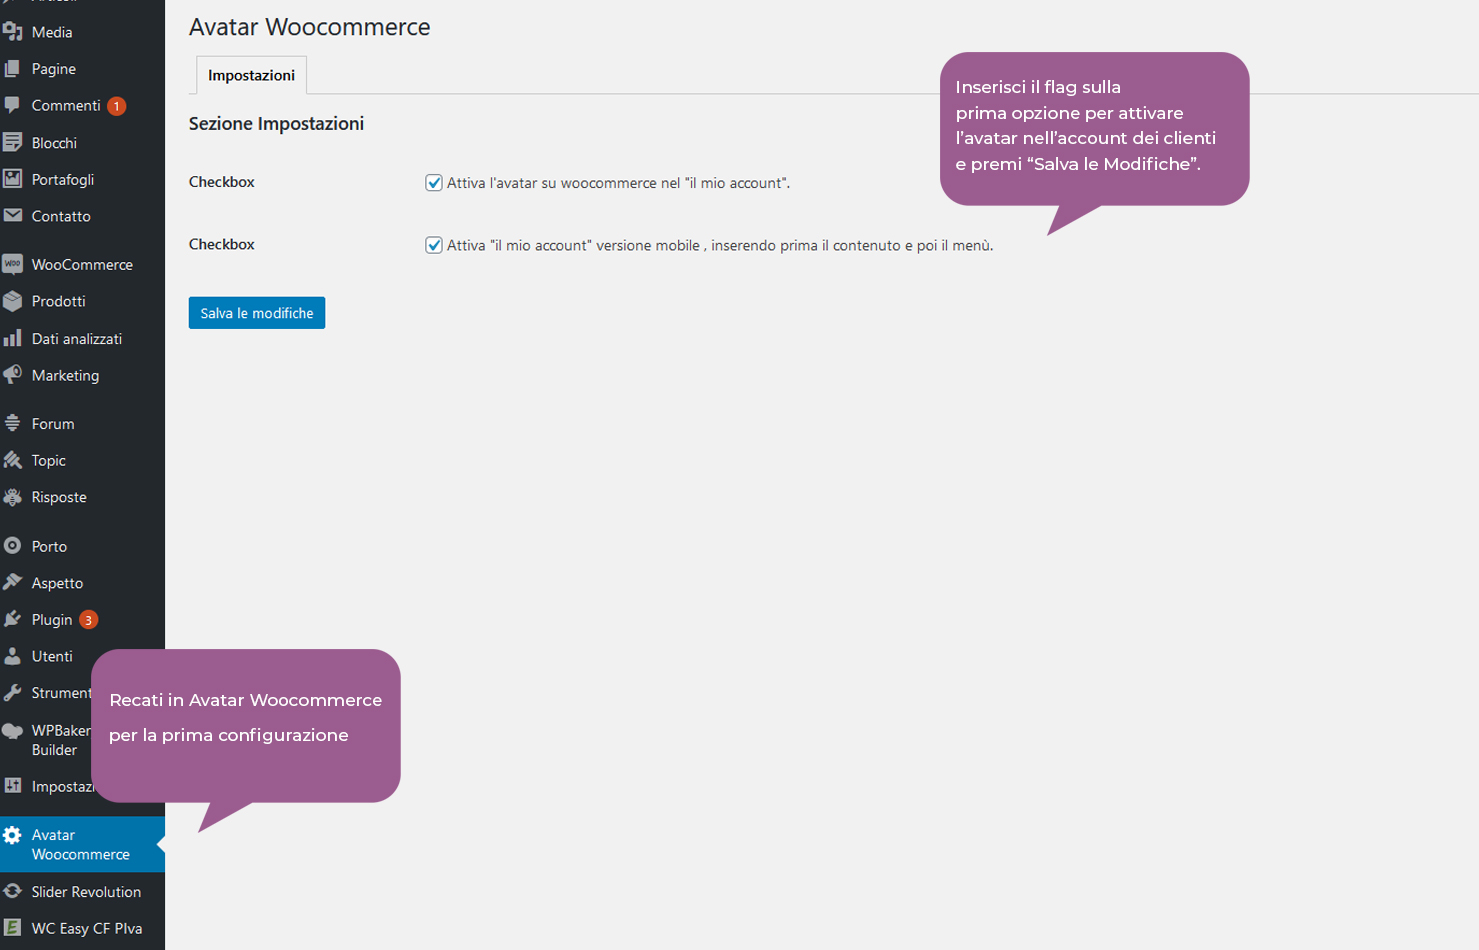 Media
Pagine
Commenti 1
Blocchi
Portafogli
Contatto
WooCommerce
Prodotti
Dati analizzati
Marketing
Forum
Topic
Risposte
Porto
Aspetto
Plugin 3
Utenti
Strument
WPBaker
Builder
Impostaz
Avatar
Woocommerce
Slider Revolution
WC Easy CF PIva
Avatar Woocommerce
Impostazioni
Sezione Impostazioni
Checkbox
Attiva l'avatar su woocommerce nel "il mio account".
Checkbox
Attiva "il mio account" versione mobile , inserendo prima il contenuto e poi il menù.
Salva le modifiche
Inserisci il flag sulla
prima opzione per attivare
l’avatar nell’account dei clienti
e premi “Salva le Modifiche”.
Recati in Avatar Woocommerce
per la prima configurazione